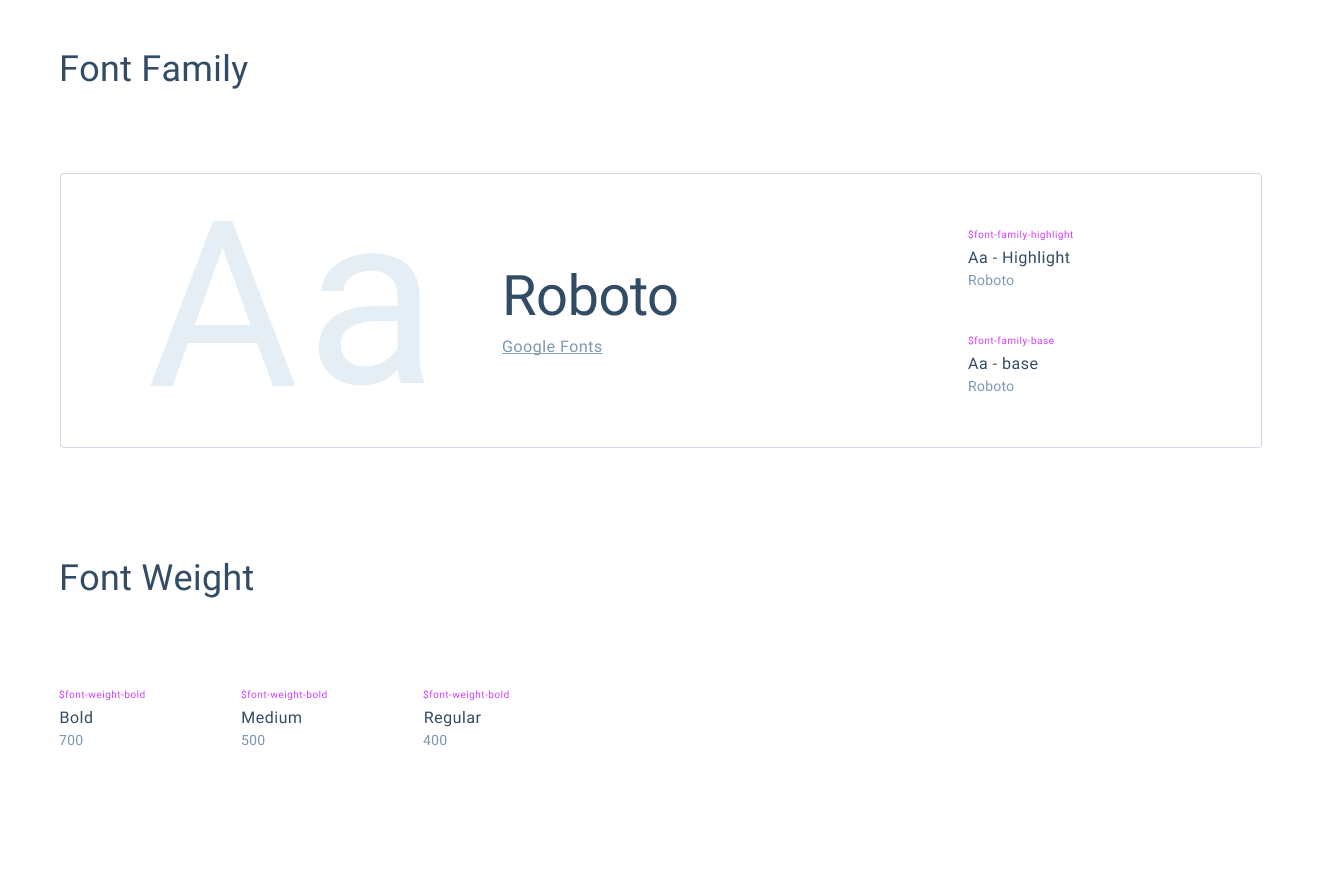 Font Family
Aa
Roboto
Google Fonts
$font-family-highlight
Aa - Highlight
Roboto
$font-family-base
Aa - base
Roboto
Font Weight
$font-weight-bold
Bold
700
$font-weight-bold
Medium
500
$font-weight-bold
Regular
400